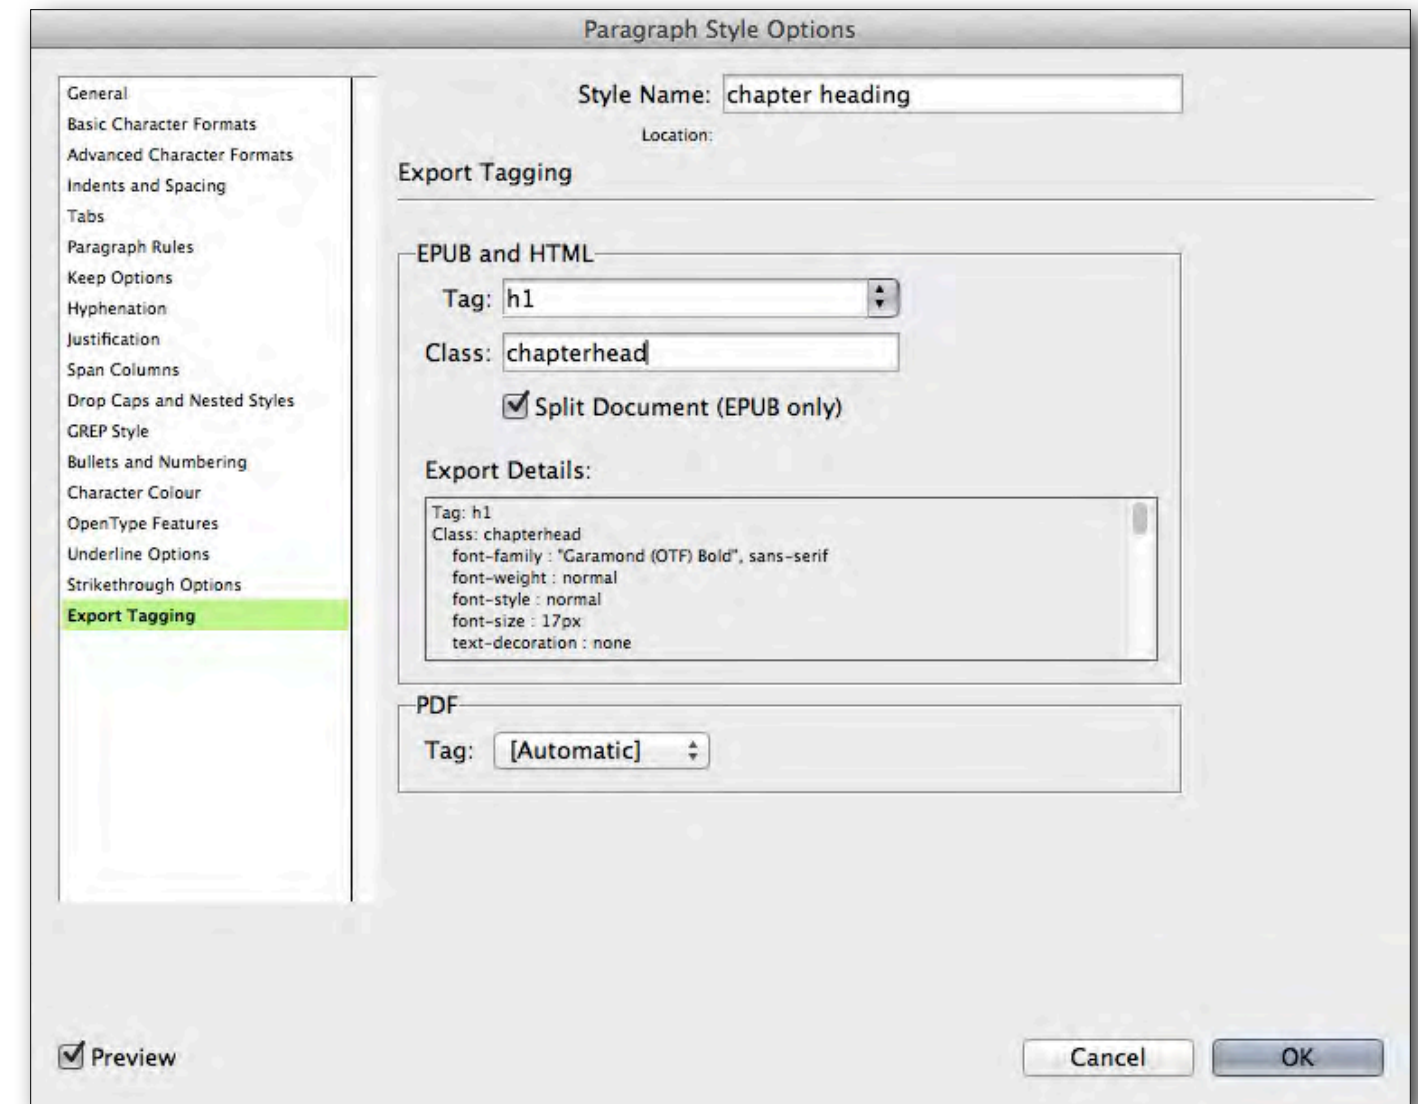 Paragraph Style Options
General
Basic Character Formats
Advanced Character Formats
Indents and Spacing
Tabs
Paragraph Rules
Keep Options
Hyphenation
Justification
Span Columns
Drop Caps and Nested Styles
GREP Style
Bullets and Numbering
Character Colour
OpenType Features
Underline Options
Strikethrough Options
Export Tagging
Style Name: chapter heading
Location:
Export Tagging
EPUB and HTML
Tag: h1
Class: chapterhead
Split Document (EPUB only)
Export Details:
Tag: h1
Class: chapterhead
font-family : "Garamond (OTF) Bold", sans-serif
font-weight : normal
font-style : normal
font-size : 17px
text-decoration : none
PDF
Tag: [Automatic]
Preview
Cancel OK